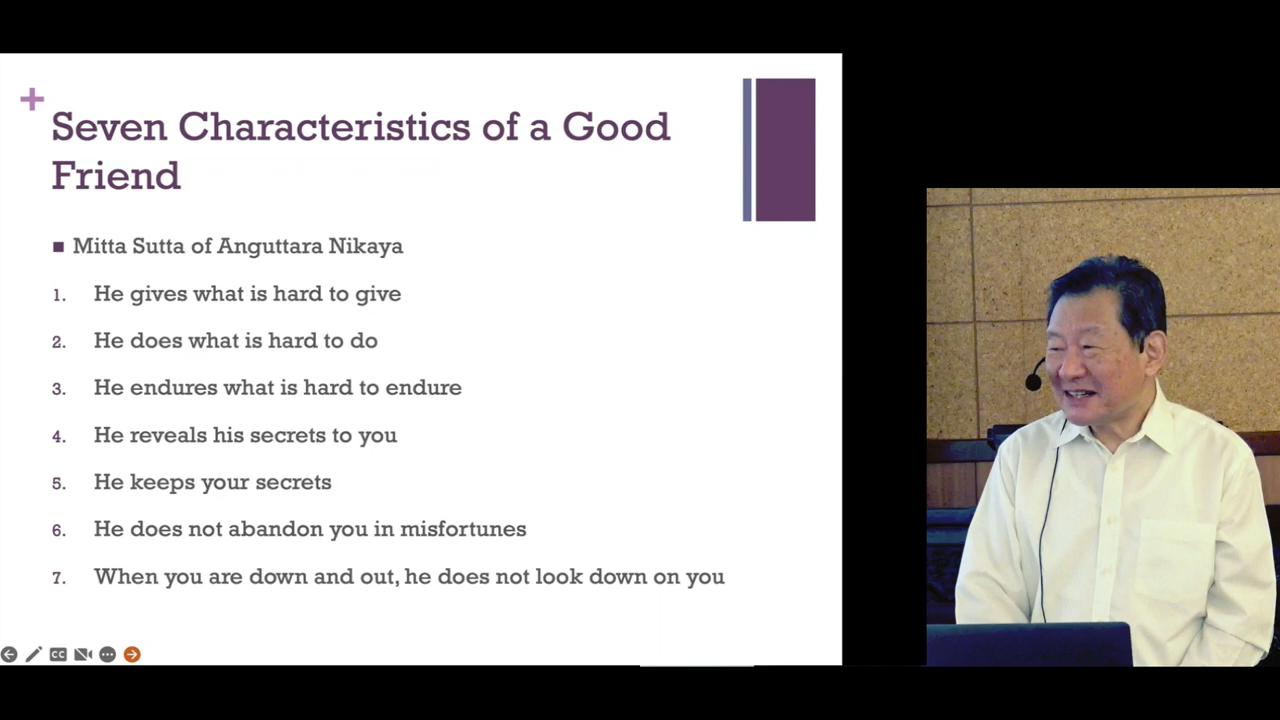 Seven Characteristics of a Good
Friend
Mitta Sutta of Anguttara Nikaya
1. He gives what is hard to give
2. He does what is hard to do
3. He endures what is hard to endure
4. He reveals his secrets to you
5. He keeps your secrets
6. He does not abandon you in misfortunes
7. When you are down and out, he does not look down on you
CC